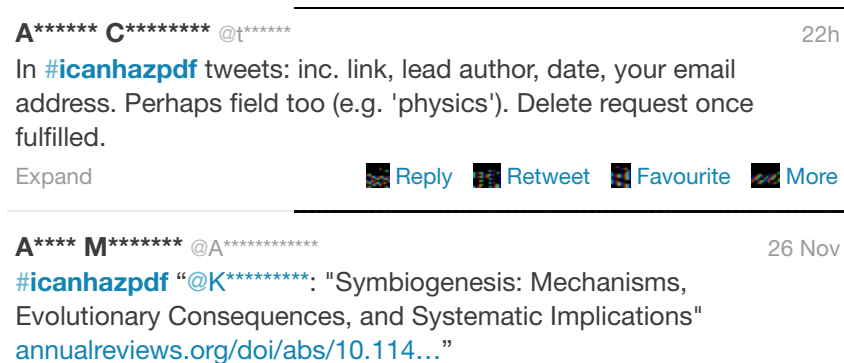 A****** C******** @t****** 22h
In #icanhazpdf tweets: inc. link, lead author, date, your email
address. Perhaps field too (e.g. 'physics'). Delete request once
fulfilled.
Expand Reply Retweet Favourite More
A**** M******* @A************ 26 Nov
#icanhazpdf “@K*********: "Symbiogenesis: Mechanisms,
Evolutionary Consequences, and Systematic Implications"
annualreviews.org/doi/abs/10.114…”